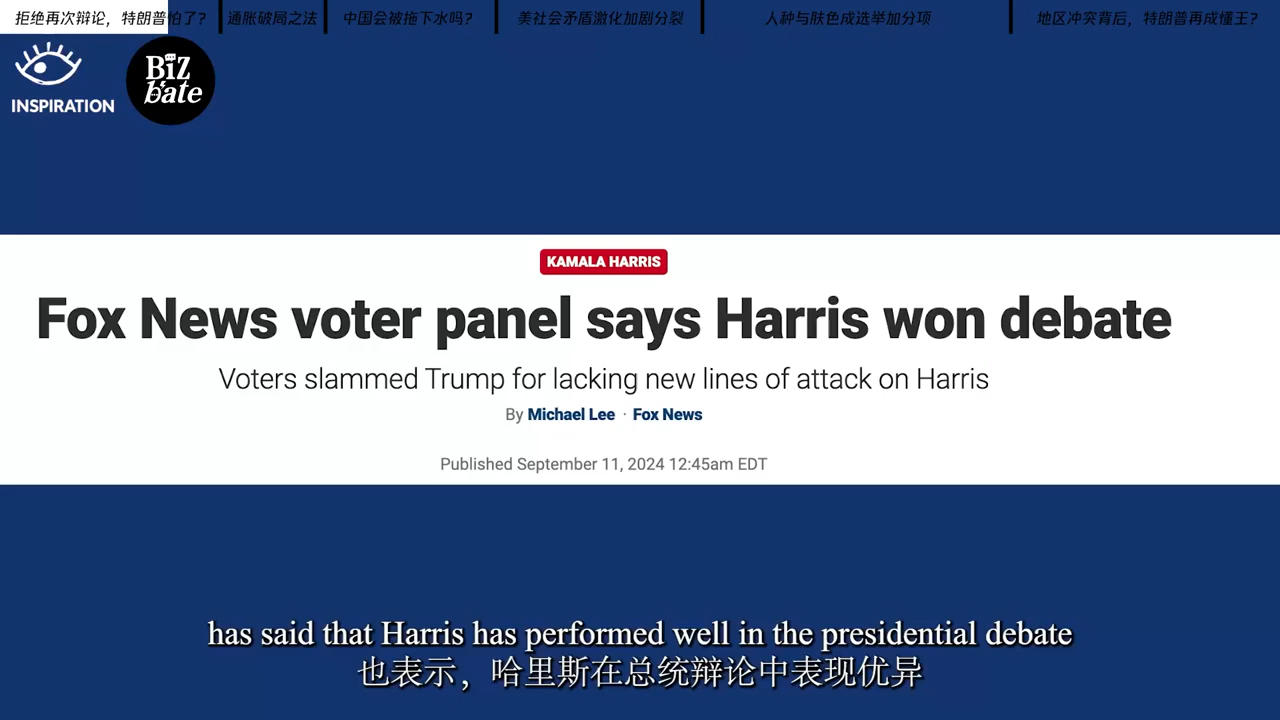 拒绝再次辩论，特朗普怕了？ 通胀破局之法 中国会被拖下水吗？ 美社会矛盾激化加剧分裂 人种与肤色成选举加分项 地区冲突背后，特朗普再成懂王？
INSPIRATION
BiZ
bate
KAMALA HARRIS
Fox News voter panel says Harris won debate
Voters slammed Trump for lacking new lines of attack on Harris
By Michael Lee · Fox News
Published September 11, 2024 12:45am EDT
has said that Harris has performed well in the presidential debate
也表示，哈里斯在总统辩论中表现优异